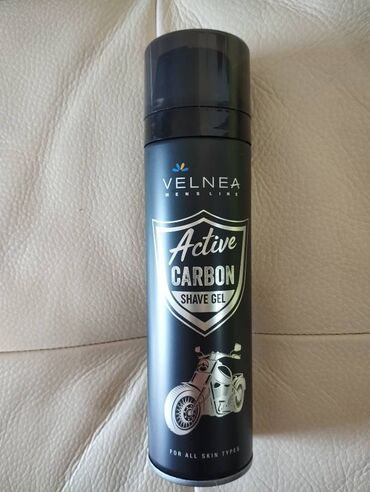 VELNEA
MENS LINE
Active
CARBON
SHAVE GEL
FOR ALL SKIN TYPES